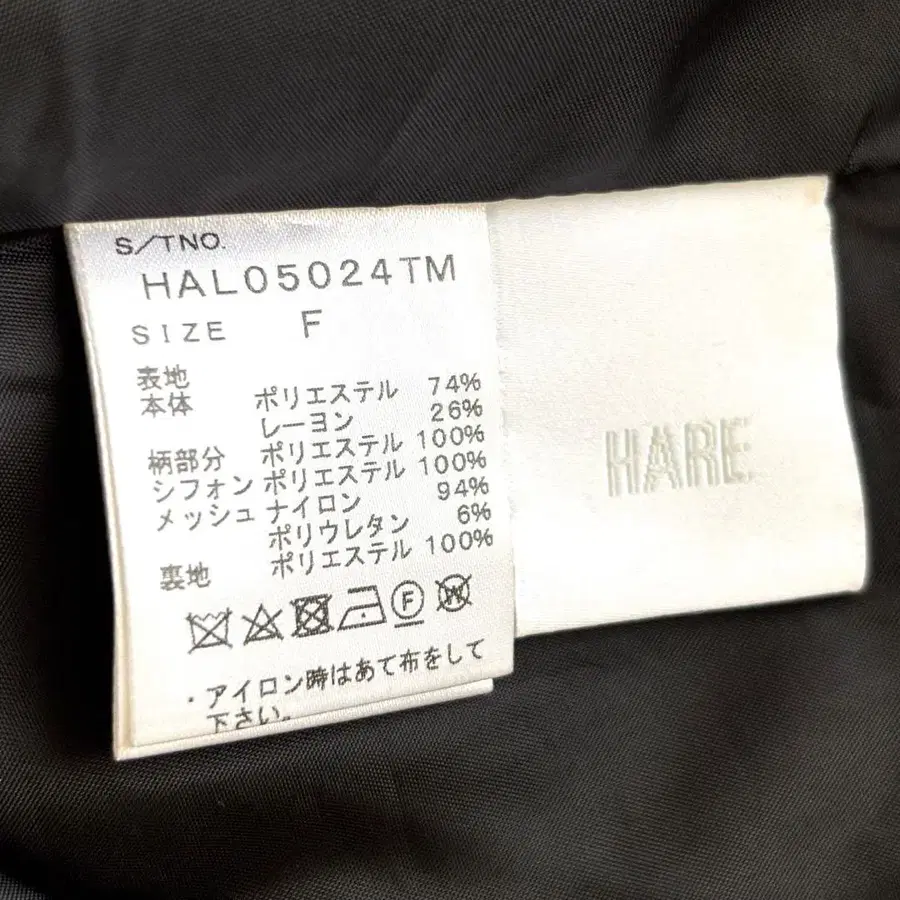 S/TNO.
HAL05024TM
SIZE F
表地
本体 ポリエステル 74%
レーヨン 26%
柄部分 ポリエステル 100%
シフォン ポリエステル 100%
メッシュ ナイロン 94%
ポリウレタン 6%
裏地 ポリエステル 100%
F
W
・アイロン時はあて布をして
下さい。
HARE